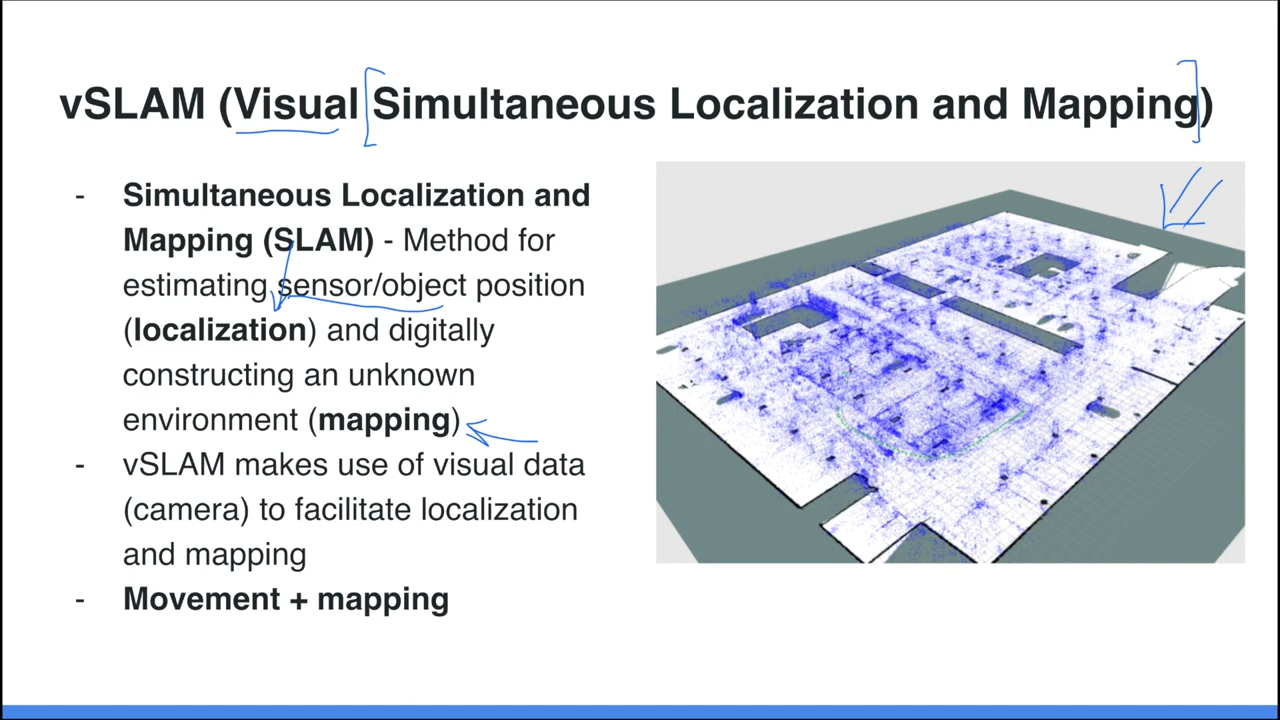 vSLAM (Visual Simultaneous Localization and Mapping)
- Simultaneous Localization and
Mapping (SLAM) - Method for
estimating sensor/object position
(localization) and digitally
constructing an unknown
environment (mapping)
- vSLAM makes use of visual data
(camera) to facilitate localization
and mapping
- Movement + mapping